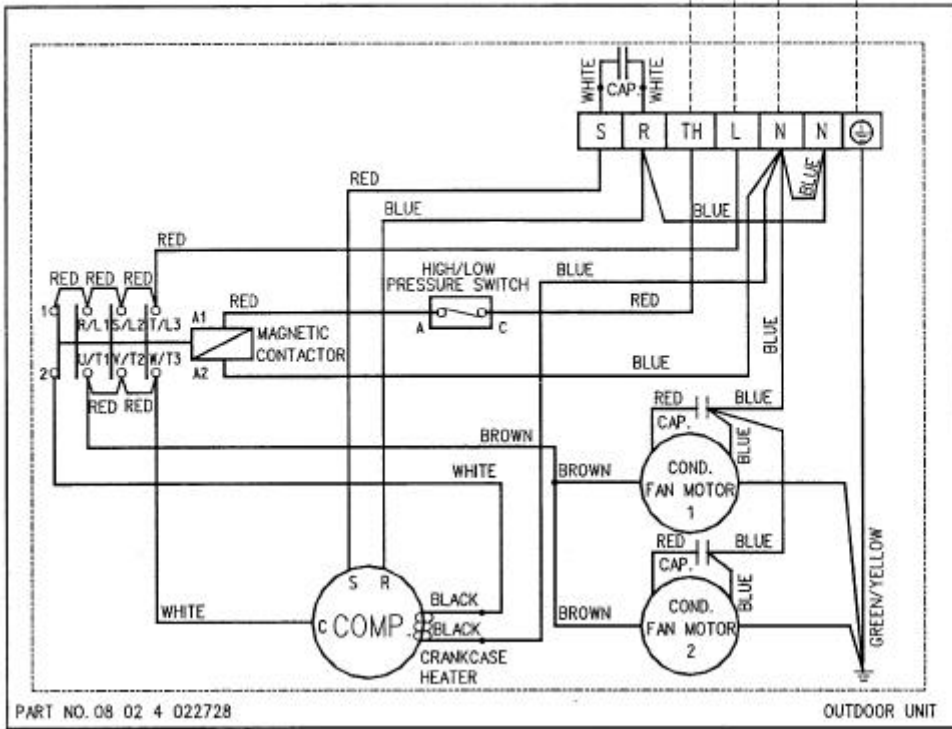 WHITE CAP. WHITE
S R TH L N N
RED
BLUE
BLUE
BLUE
RED
HIGH/LOW
PRESSURE SWITCH
BLUE
RED RED RED
RED
A C
RED
1 R/L1 S/L2 T/L3 A1
MAGNETIC
CONTACTOR
BLUE
2 U/T1 V/T2 W/T3 A2
BLUE
RED RED
RED BLUE
CAP.
BLUE
BROWN
WHITE
BROWN
COND.
FAN MOTOR
1
RED BLUE
CAP.
BLUE
S R
WHITE
C COMP.
BLACK
BLACK
CRANKCASE
HEATER
BROWN
COND.
FAN MOTOR
2
GREEN/YELLOW
PART NO. 08 02 4 022728
OUTDOOR UNIT